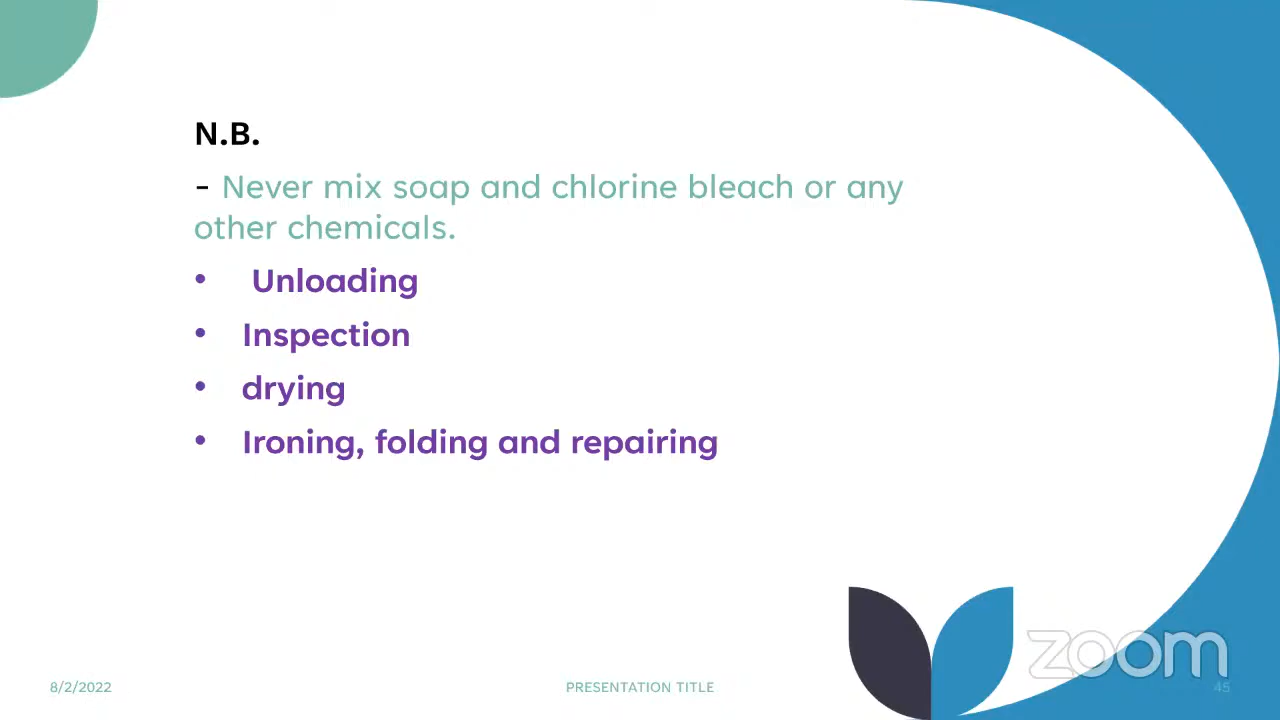 N.B.
- Never mix soap and chlorine bleach or any
other chemicals.
• Unloading
• Inspection
• drying
• Ironing, folding and repairing
8/2/2022
PRESENTATION TITLE
zoom
45